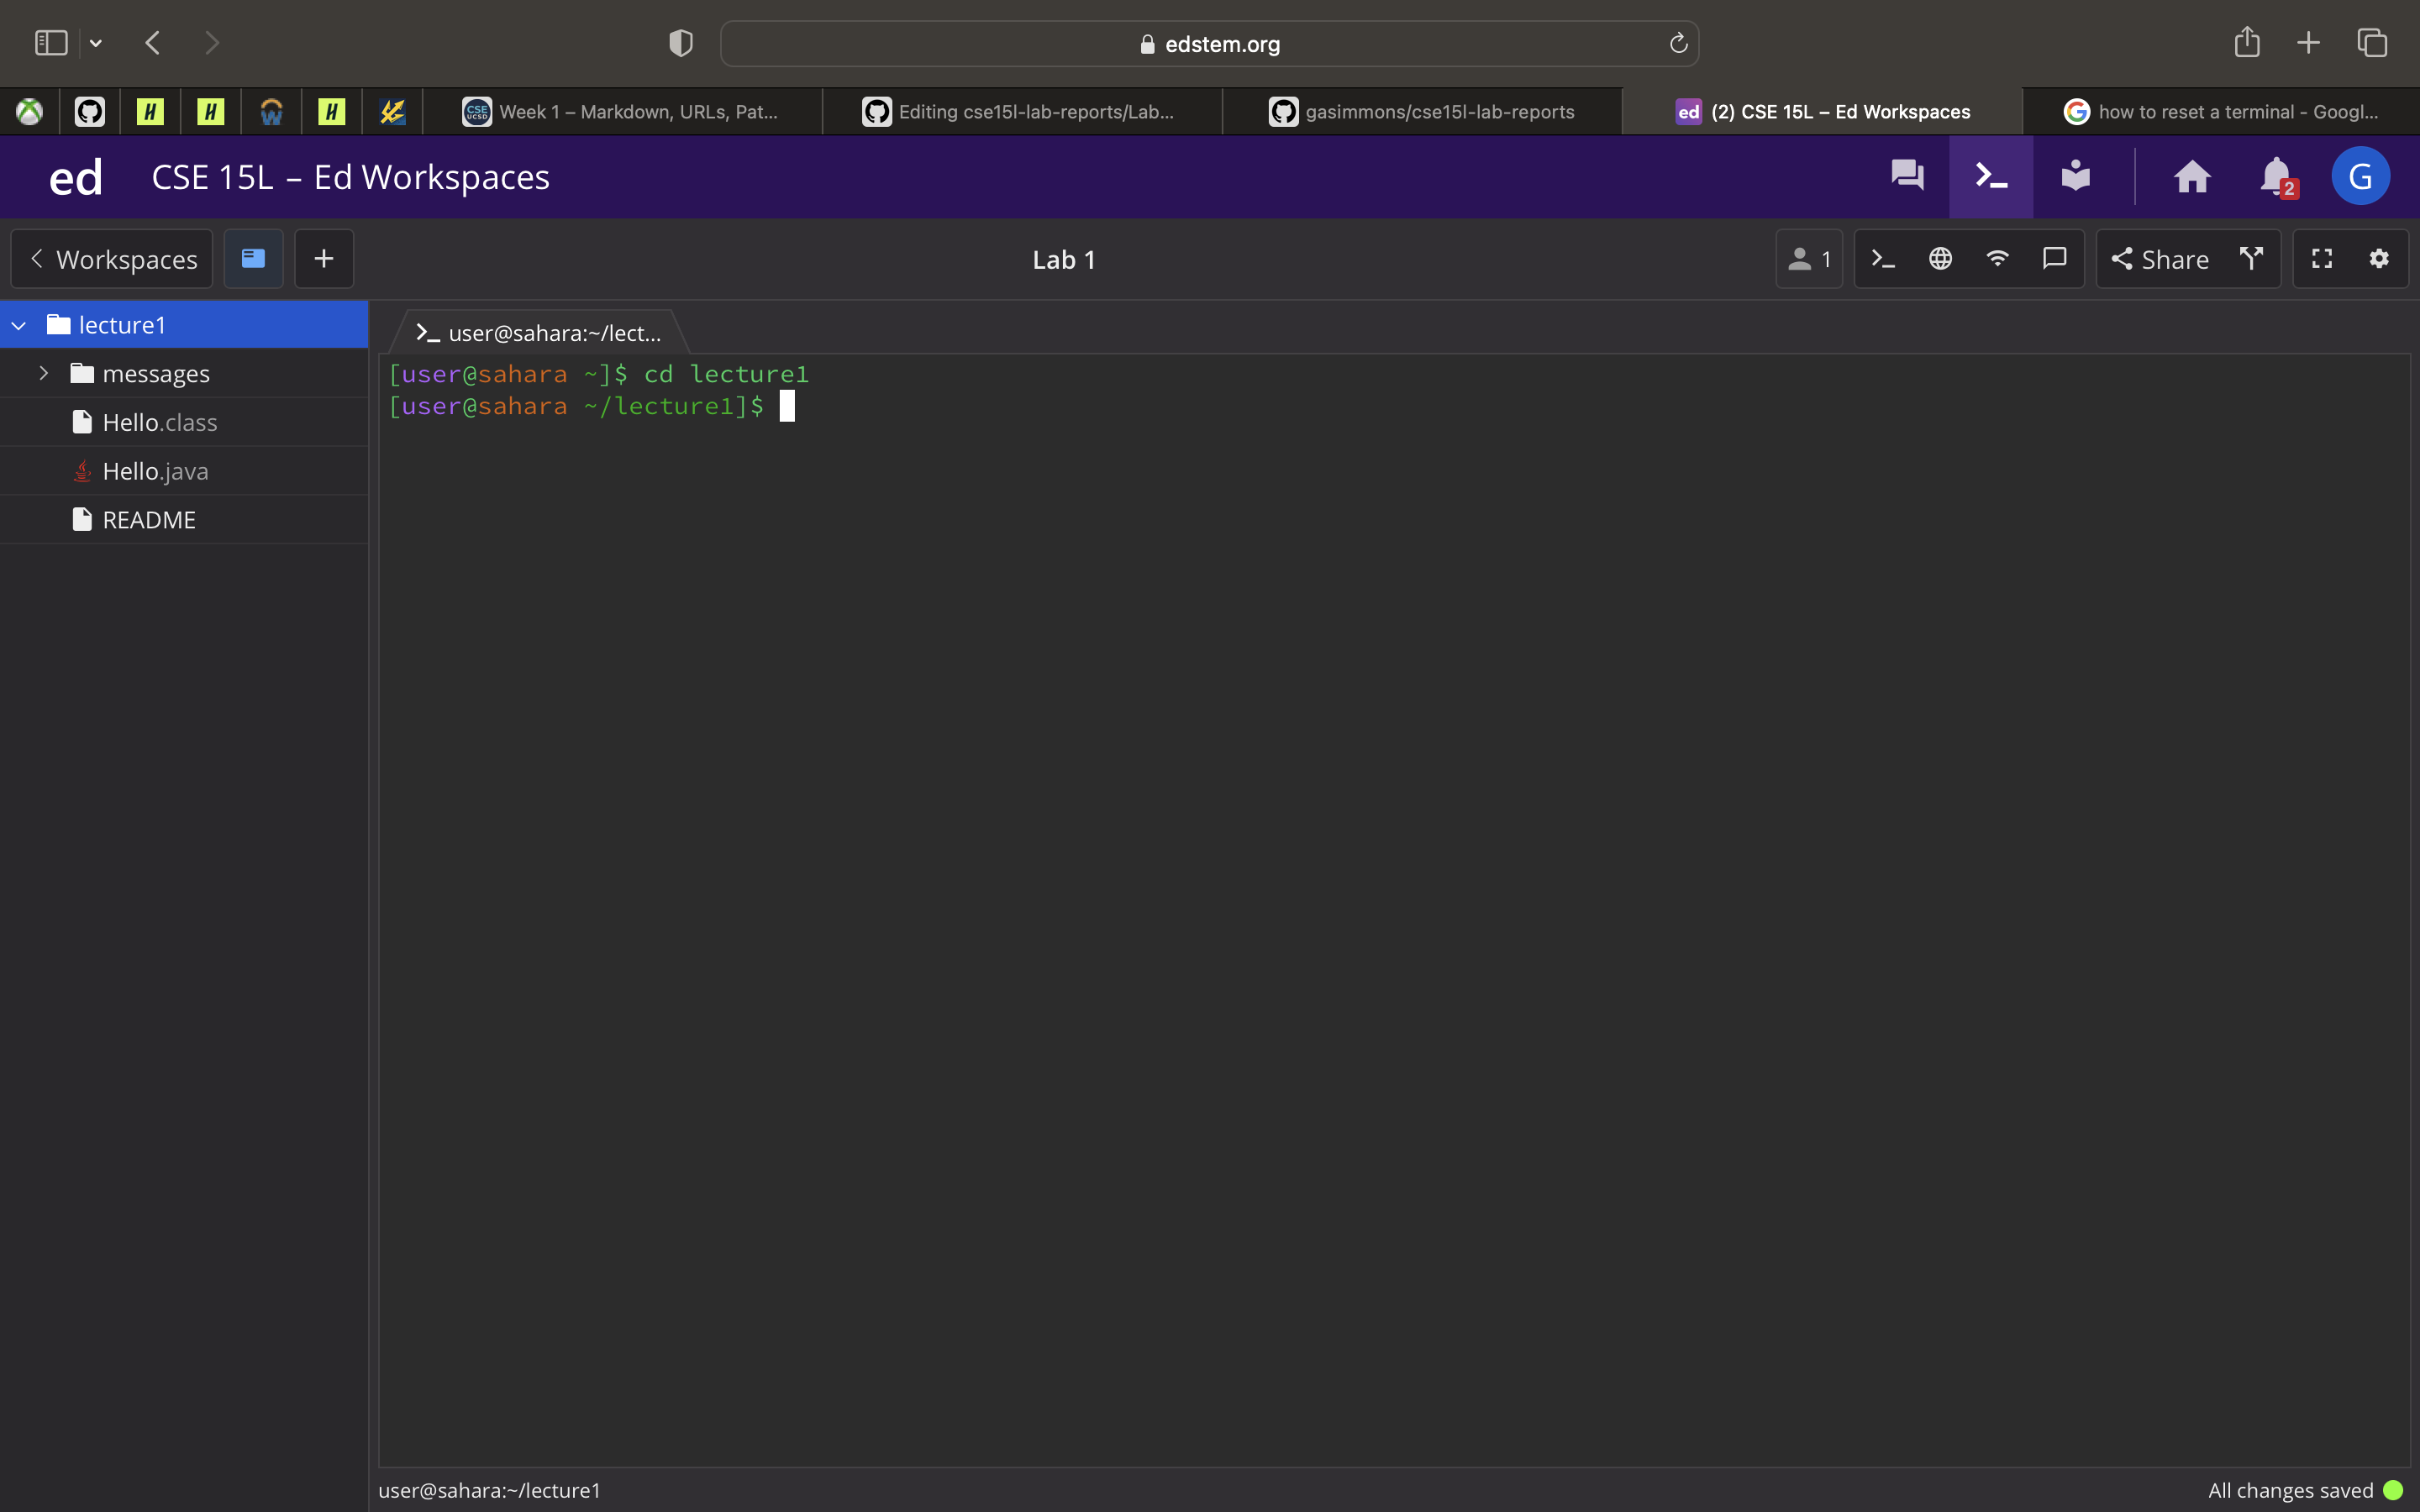 edstem.org
H
H
W
H
CSE UCSD Week 1 – Markdown, URLs, Pat...
Editing cse15l-lab-reports/Lab...
gasimmons/cse15l-lab-reports
ed (2) CSE 15L – Ed Workspaces
G how to reset a terminal - Googl...
ed CSE 15L – Ed Workspaces
2
G
Workspaces
Lab 1
1
Share
lecture1
messages
Hello.class
Hello.java
README
user@sahara:~/lect...
[user@sahara ~]$ cd lecture1
[user@sahara ~/lecture1]$
user@sahara:~/lecture1
All changes saved